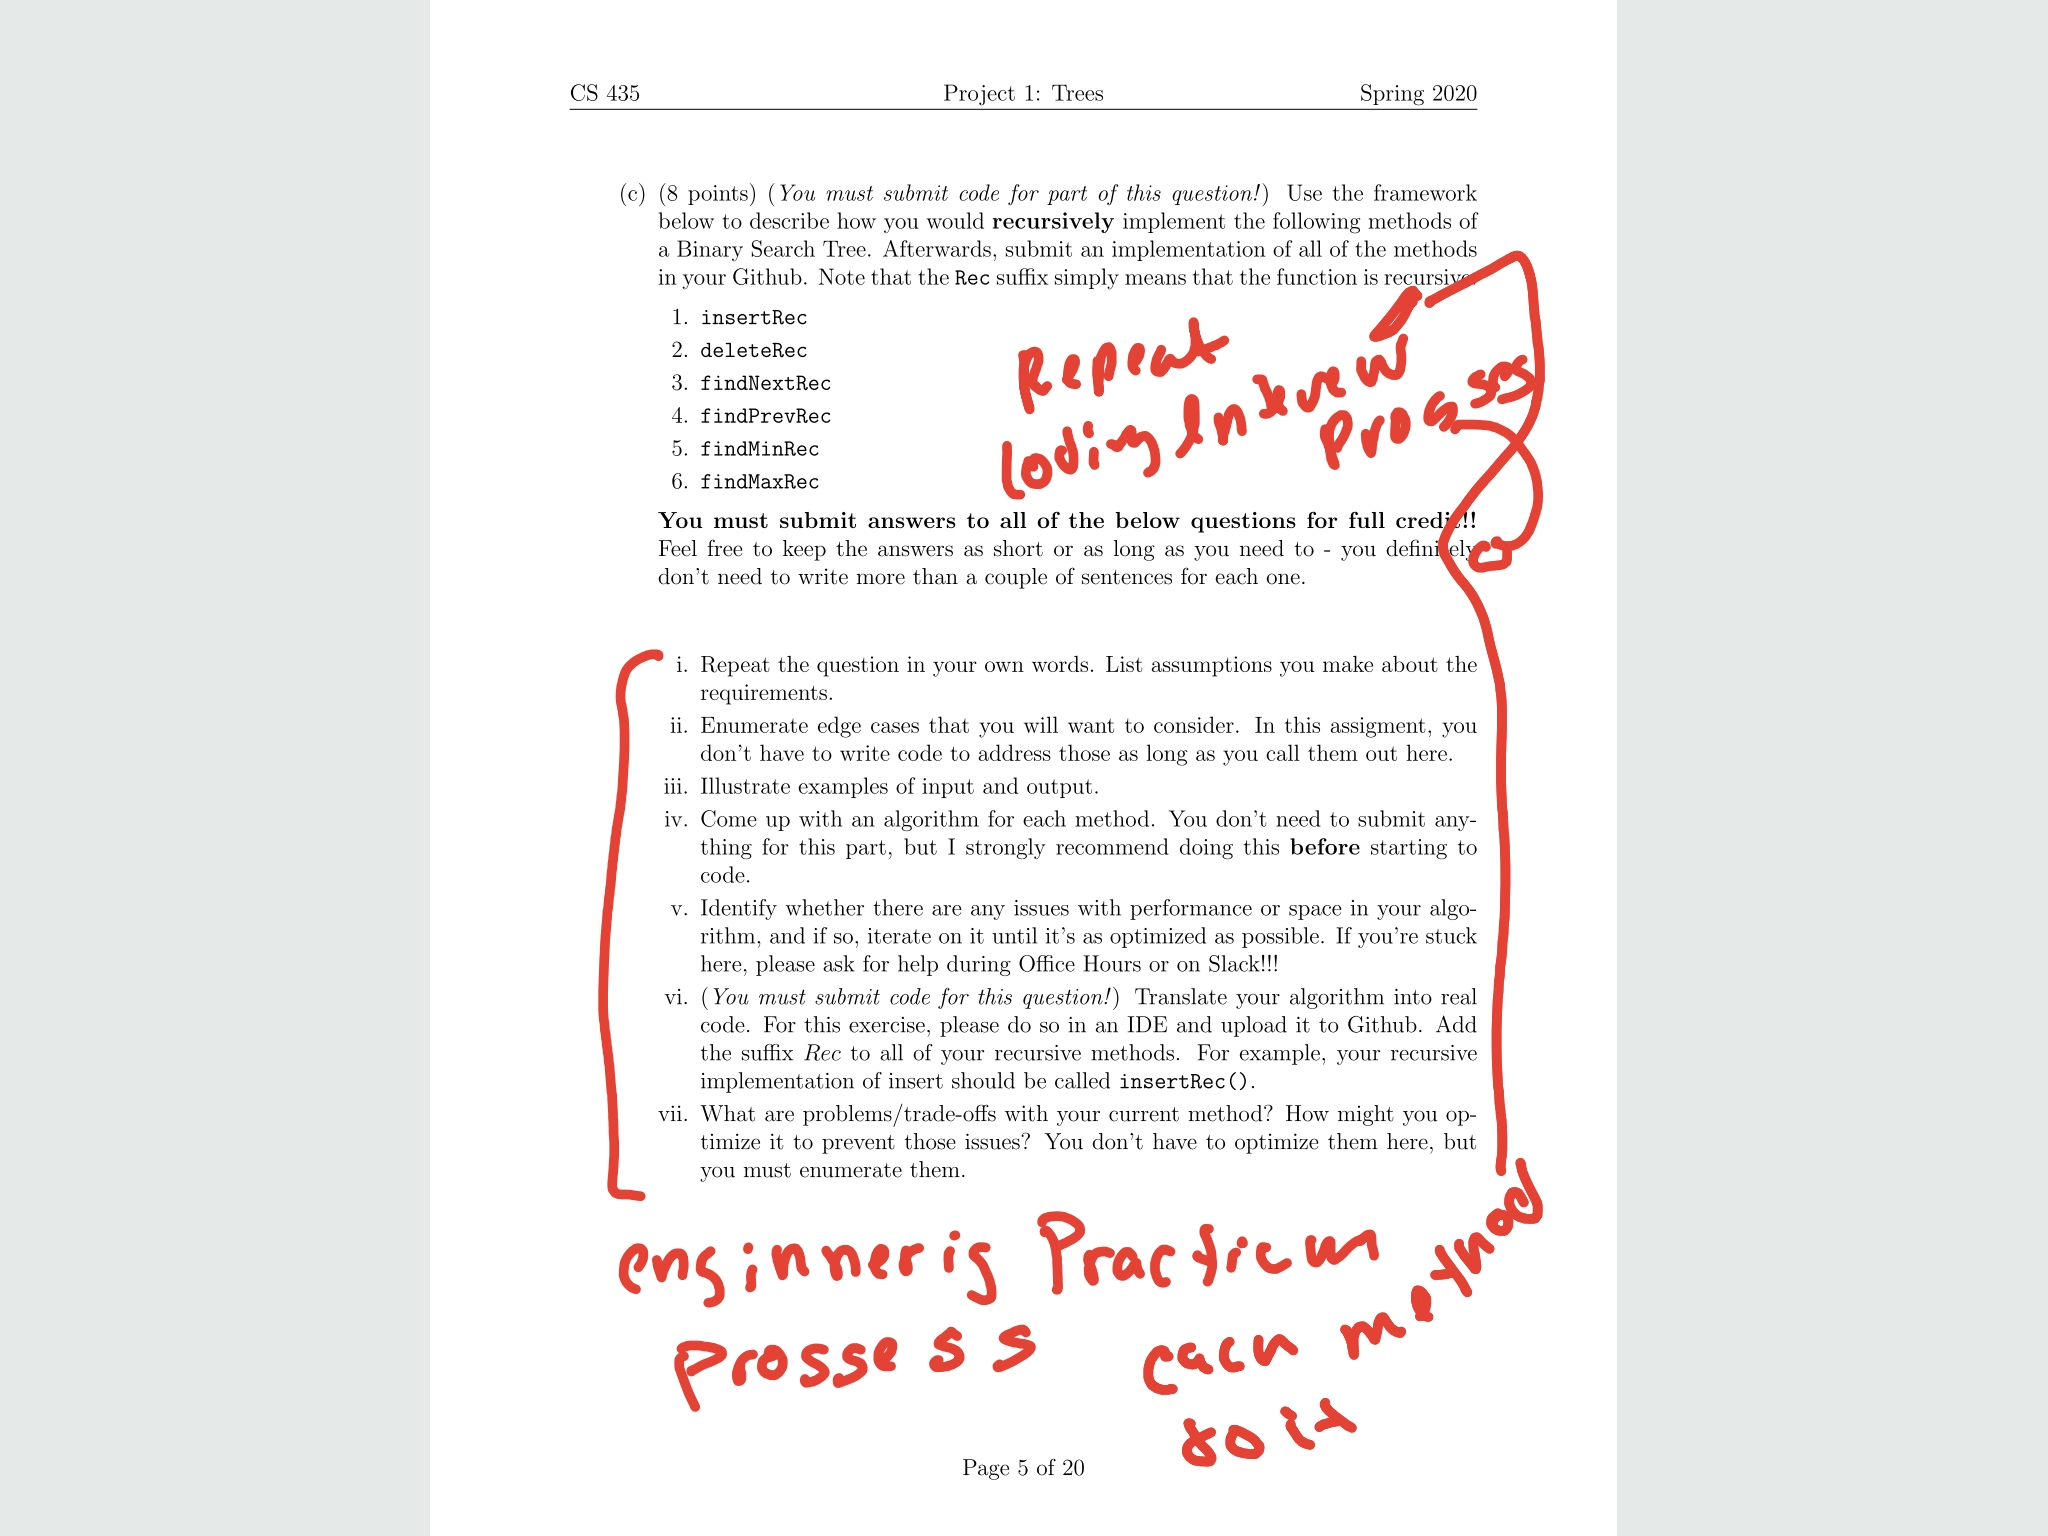 CS 435 Project 1: Trees Spring 2020
(c) (8 points) (You must submit code for part of this question!) Use the framework
below to describe how you would recursively implement the following methods of
a Binary Search Tree. Afterwards, submit an implementation of all of the methods
in your Github. Note that the Rec suffix simply means that the function is recursive.
1. insertRec
2. deleteRec
3. findNextRec
4. findPrevRec
5. findMinRec
6. findMaxRec
Repeat
You must submit answers to all of the below questions for full credit!!
Feel free to keep the answers as short or as long as you need to - you definitely
don't need to write more than a couple of sentences for each one.
i. Repeat the question in your own words. List assumptions you make about the
requirements.
ii. Enumerate edge cases that you will want to consider. In this assigment, you
don't have to write code to address those as long as you call them out here.
iii. Illustrate examples of input and output.
iv. Come up with an algorithm for each method. You don't need to submit any-
thing for this part, but I strongly recommend doing this before starting to
code.
v. Identify whether there are any issues with performance or space in your algo-
rithm, and if so, iterate on it until it's as optimized as possible. If you're stuck
here, please ask for help during Office Hours or on Slack!!!
vi. (You must submit code for this question!) Translate your algorithm into real
code. For this exercise, please do so in an IDE and upload it to Github. Add
the suffix Rec to all of your recursive methods. For example, your recursive
implementation of insert should be called insertRec().
vii. What are problems/trade-offs with your current method? How might you op-
timize it to prevent those issues? You don't have to optimize them here, but
you must enumerate them.
enginnerig Practicum
Prossess
each method
Page 5 of 20